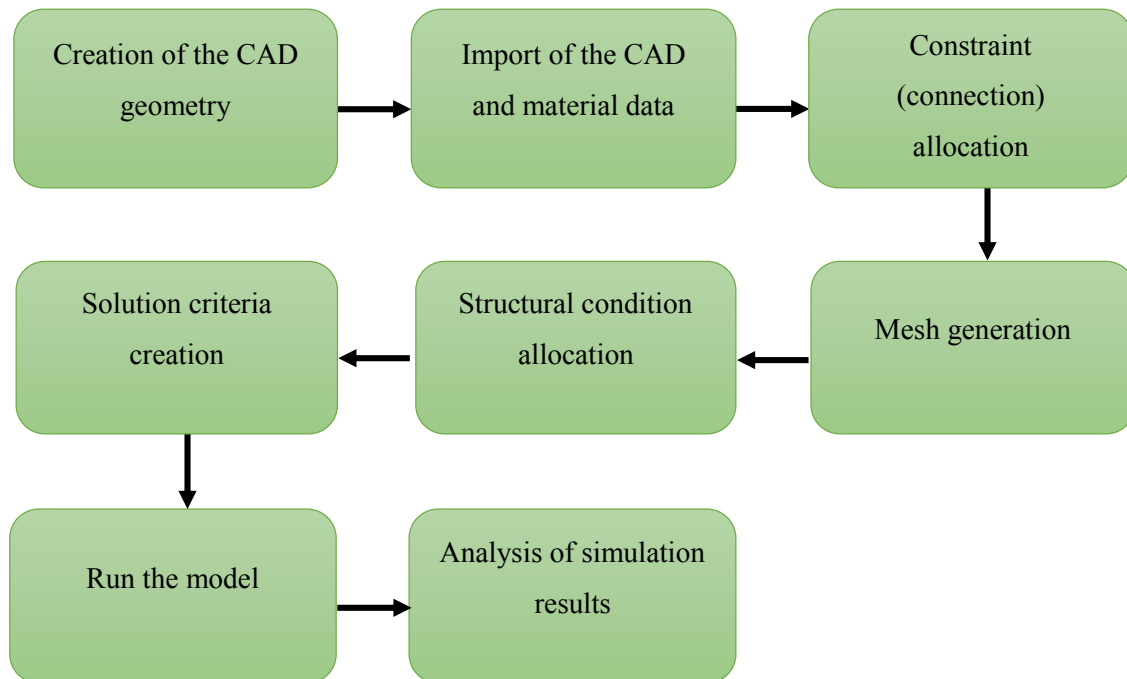 Creation of the CAD
geometry
Import of the CAD
and material data
Constraint
(connection)
allocation
Mesh generation
Structural condition
allocation
Solution criteria
creation
Run the model
Analysis of simulation
results